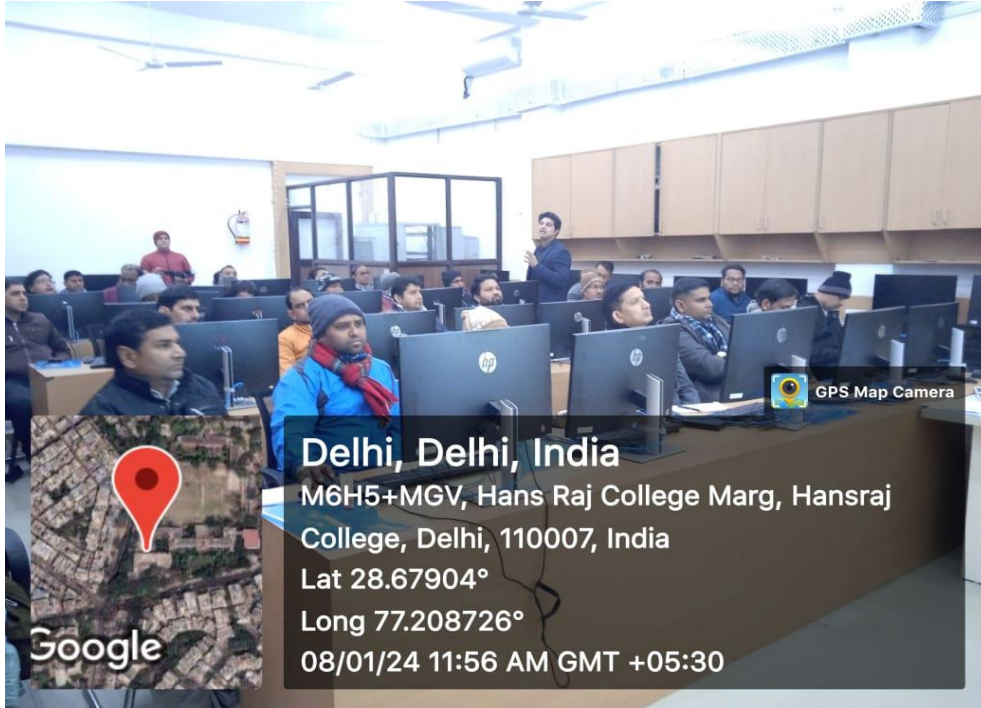 hp
hp
GPS Map Camera
Delhi, Delhi, India
M6H5+MGV, Hans Raj College Marg, Hansraj
College, Delhi, 110007, India
Lat 28.67904°
Long 77.208726°
08/01/24 11:56 AM GMT +05:30
Google